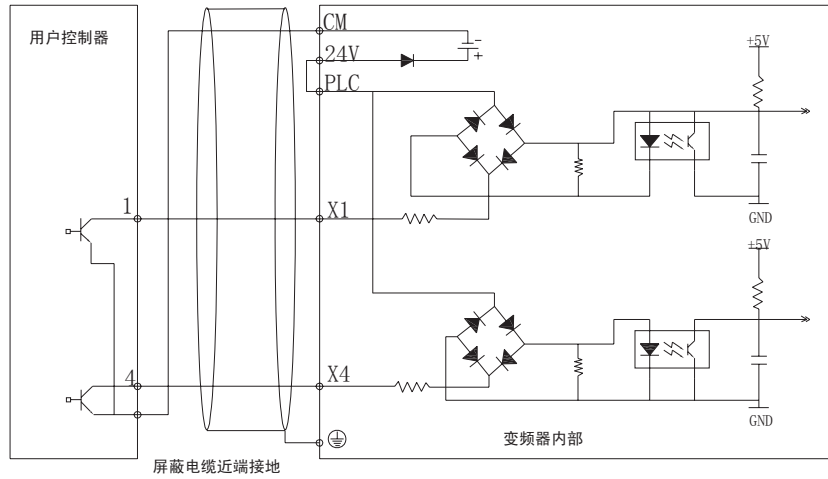 用户控制器
CM
24V
PLC
-
+
+5V
GND
1
X1
+5V
GND
4
X4
变频器内部
屏蔽电缆近端接地